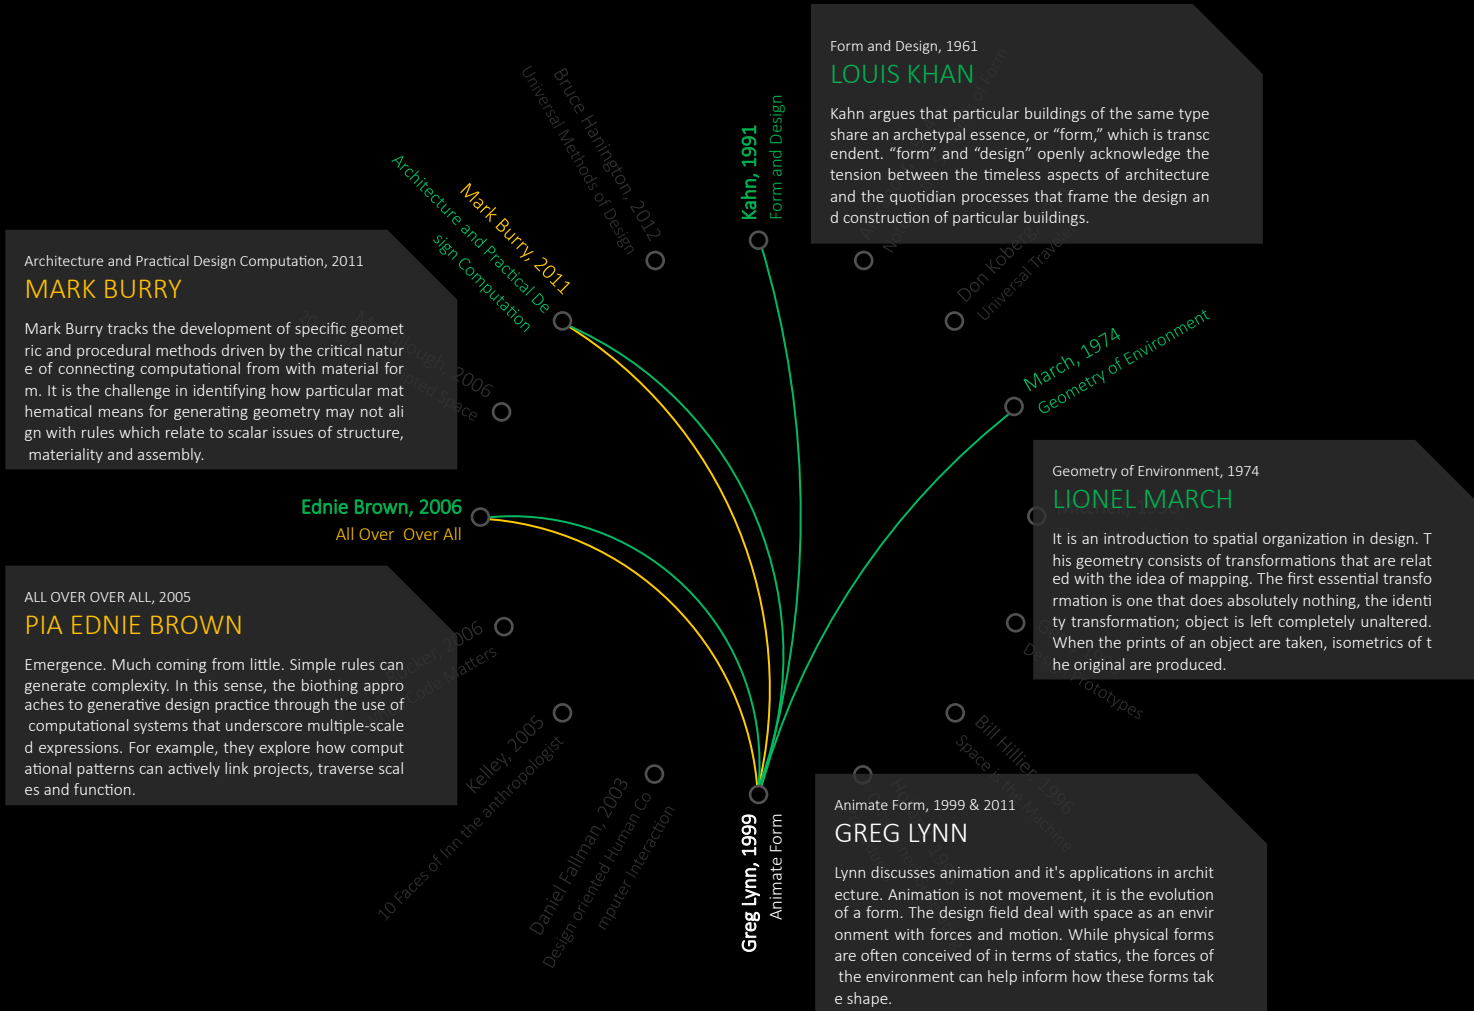 Form and Design, 1961
LOUIS KHAN
Kahn argues that particular buildings of the same type
share an archetypal essence, or “form,” which is transc
endent. “form” and “design” openly acknowledge the
tension between the timeless aspects of architecture
and the quotidian processes that frame the design an
d construction of particular buildings.
Bruce Hanington, 2012
Universal Methods of Design
Kahn, 1991
Form and Design
Mark Burry, 2011
Architecture and Practical De
sign Computation
Don Koberg,
Universal Travele
March, 1974
Geometry of Environment
Architecture and Practical Design Computation, 2011
MARK BURRY
Mark Burry tracks the development of specific geomet
ric and procedural methods driven by the critical natur
e of connecting computational from with material for
m. It is the challenge in identifying how particular mat
hematical means for generating geometry may not ali
gn with rules which relate to scalar issues of structure,
materiality and assembly.
2006
Space
Ednie Brown, 2006
All Over Over All
Geometry of Environment, 1974
LIONEL MARCH
It is an introduction to spatial organization in design. T
his geometry consists of transformations that are relat
ed with the idea of mapping. The first essential transfo
rmation is one that does absolutely nothing, the identi
ty transformation; object is left completely unaltered.
When the prints of an object are taken, isometrics of t
he original are produced.
ALL OVER OVER ALL, 2005
PIA EDNIE BROWN
Emergence. Much coming from little. Simple rules can
generate complexity. In this sense, the biothing appro
aches to generative design practice through the use of
computational systems that underscore multiple-scale
d expressions. For example, they explore how comput
ational patterns can actively link projects, traverse scal
es and function.
2006
Code Matters
Design Prototypes
Kelley, 2005
10 Faces of Inn the anthropologist
Daniel Fallman, 2003
Design oriented Human Co
mputer Interaction
Greg Lynn, 1999
Animate Form
Bill Hillier, 1996
Space is the Machine
Animate Form, 1999 & 2011
GREG LYNN
Lynn discusses animation and it's applications in archit
ecture. Animation is not movement, it is the evolution
of a form. The design field deal with space as an envir
onment with forces and motion. While physical forms
are often conceived of in terms of statics, the forces of
the environment can help inform how these forms tak
e shape.